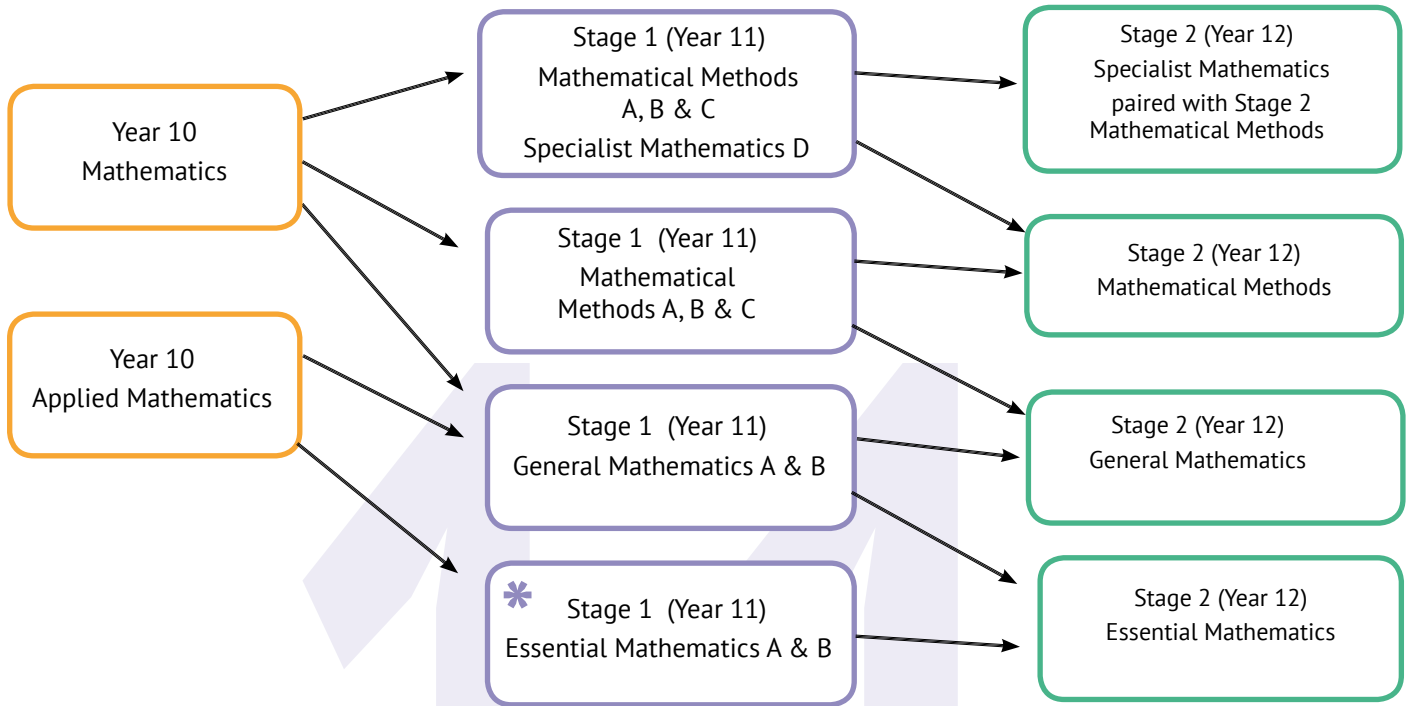 Year 10
Mathematics
Year 10
Applied Mathematics
Stage 1 (Year 11)
Mathematical Methods
A, B & C
Specialist Mathematics D
Stage 1 (Year 11)
Mathematical
Methods A, B & C
Stage 1 (Year 11)
General Mathematics A & B
*
Stage 1 (Year 11)
Essential Mathematics A & B
Stage 2 (Year 12)
Specialist Mathematics
paired with Stage 2
Mathematical Methods
Stage 2 (Year 12)
Mathematical Methods
Stage 2 (Year 12)
General Mathematics
Stage 2 (Year 12)
Essential Mathematics
11